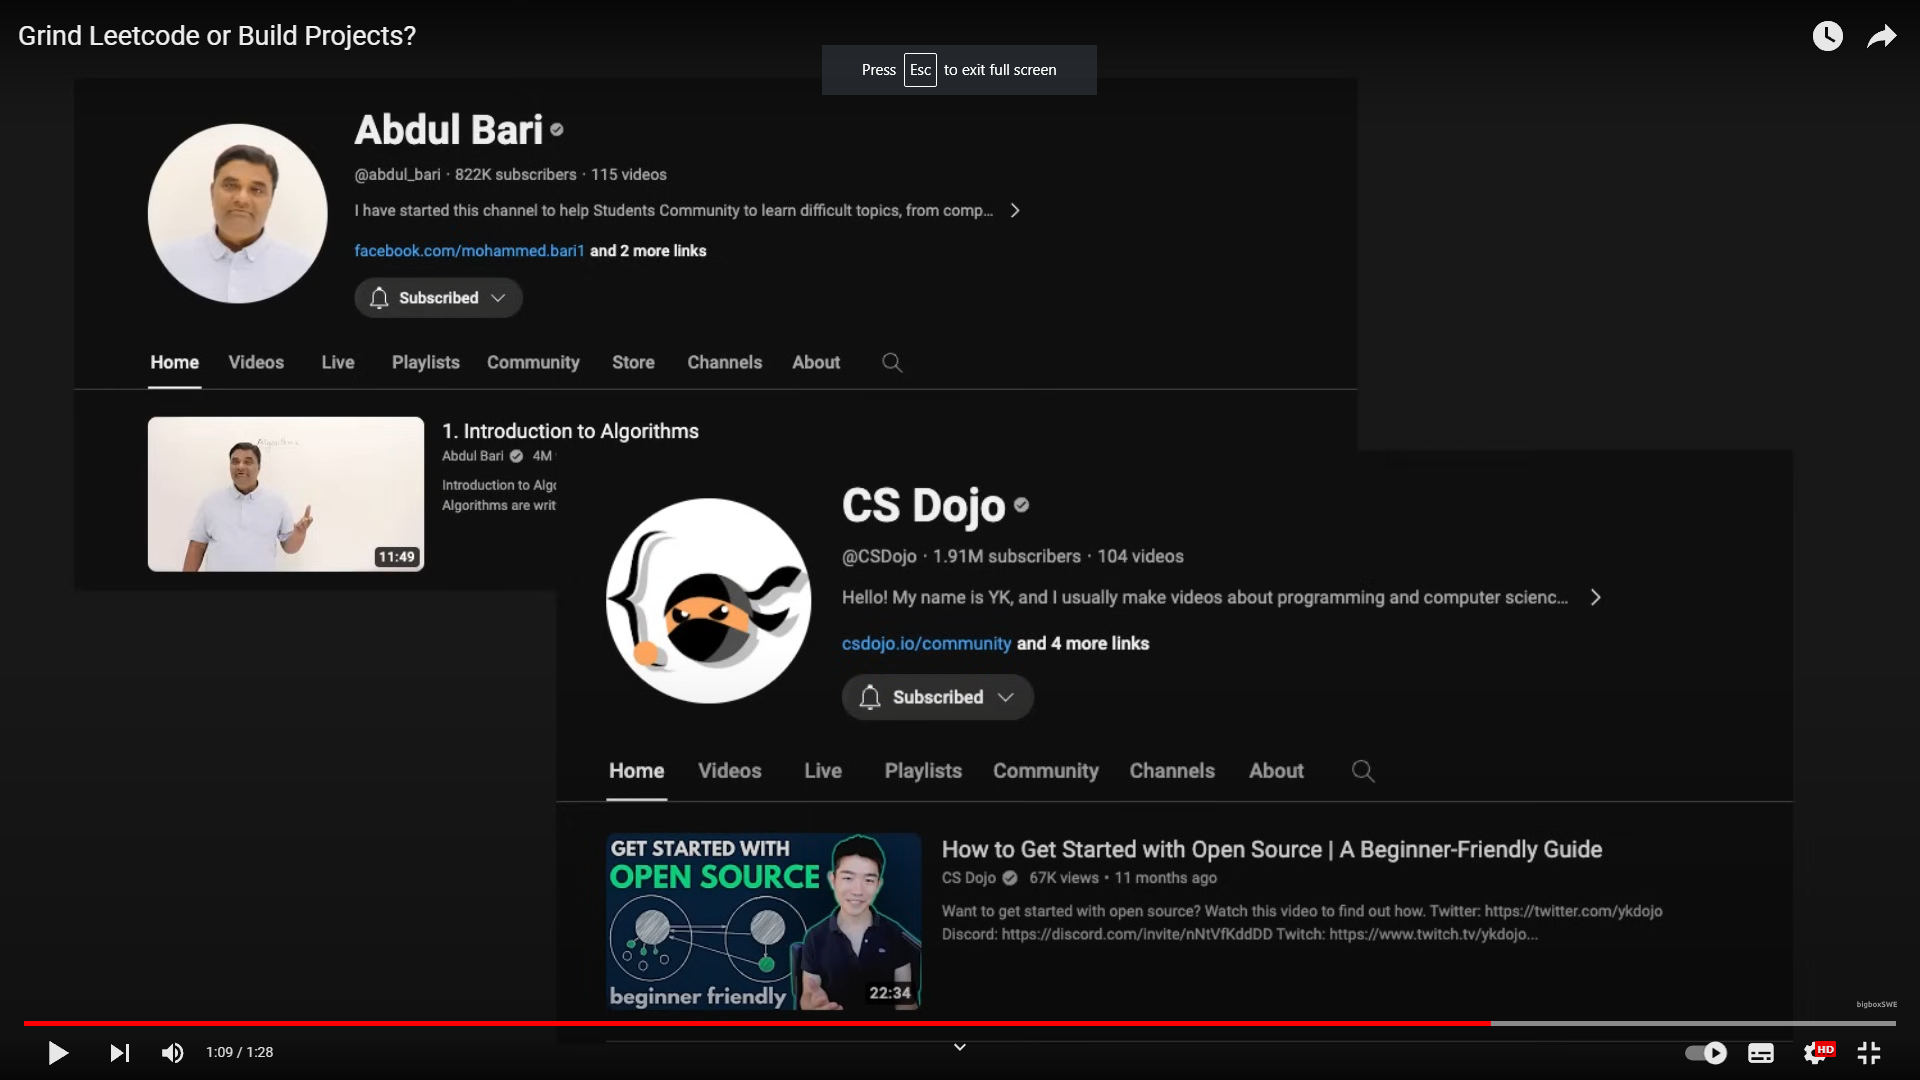 Grind Leetcode or Build Projects?
Press Esc to exit full screen
Abdul Bari
@abdul_bari · 822K subscribers · 115 videos
I have started this channel to help Students Community to learn difficult topics, from comp...
facebook.com/mohammed.bari1 and 2 more links
Subscribed
Home Videos Live Playlists Community Store Channels About
1. Introduction to Algorithms
Abdul Bari 4M
Introduction to Algo
Algorithms are writ
11:49
CS Dojo
@CSDojo · 1.91M subscribers · 104 videos
Hello! My name is YK, and I usually make videos about programming and computer scienc...
csdojo.io/community and 4 more links
Subscribed
Home Videos Live Playlists Community Channels About
GET STARTED WITH
OPEN SOURCE
beginner friendly
22:34
How to Get Started with Open Source | A Beginner-Friendly Guide
CS Dojo 67K views • 11 months ago
Want to get started with open source? Watch this video to find out how. Twitter: https://twitter.com/ykdojo
Discord: https://discord.com/invite/nNtVfKddDD Twitch: https://www.twitch.tv/ykdojo...
bigboxSWE
1:09 / 1:28
HD